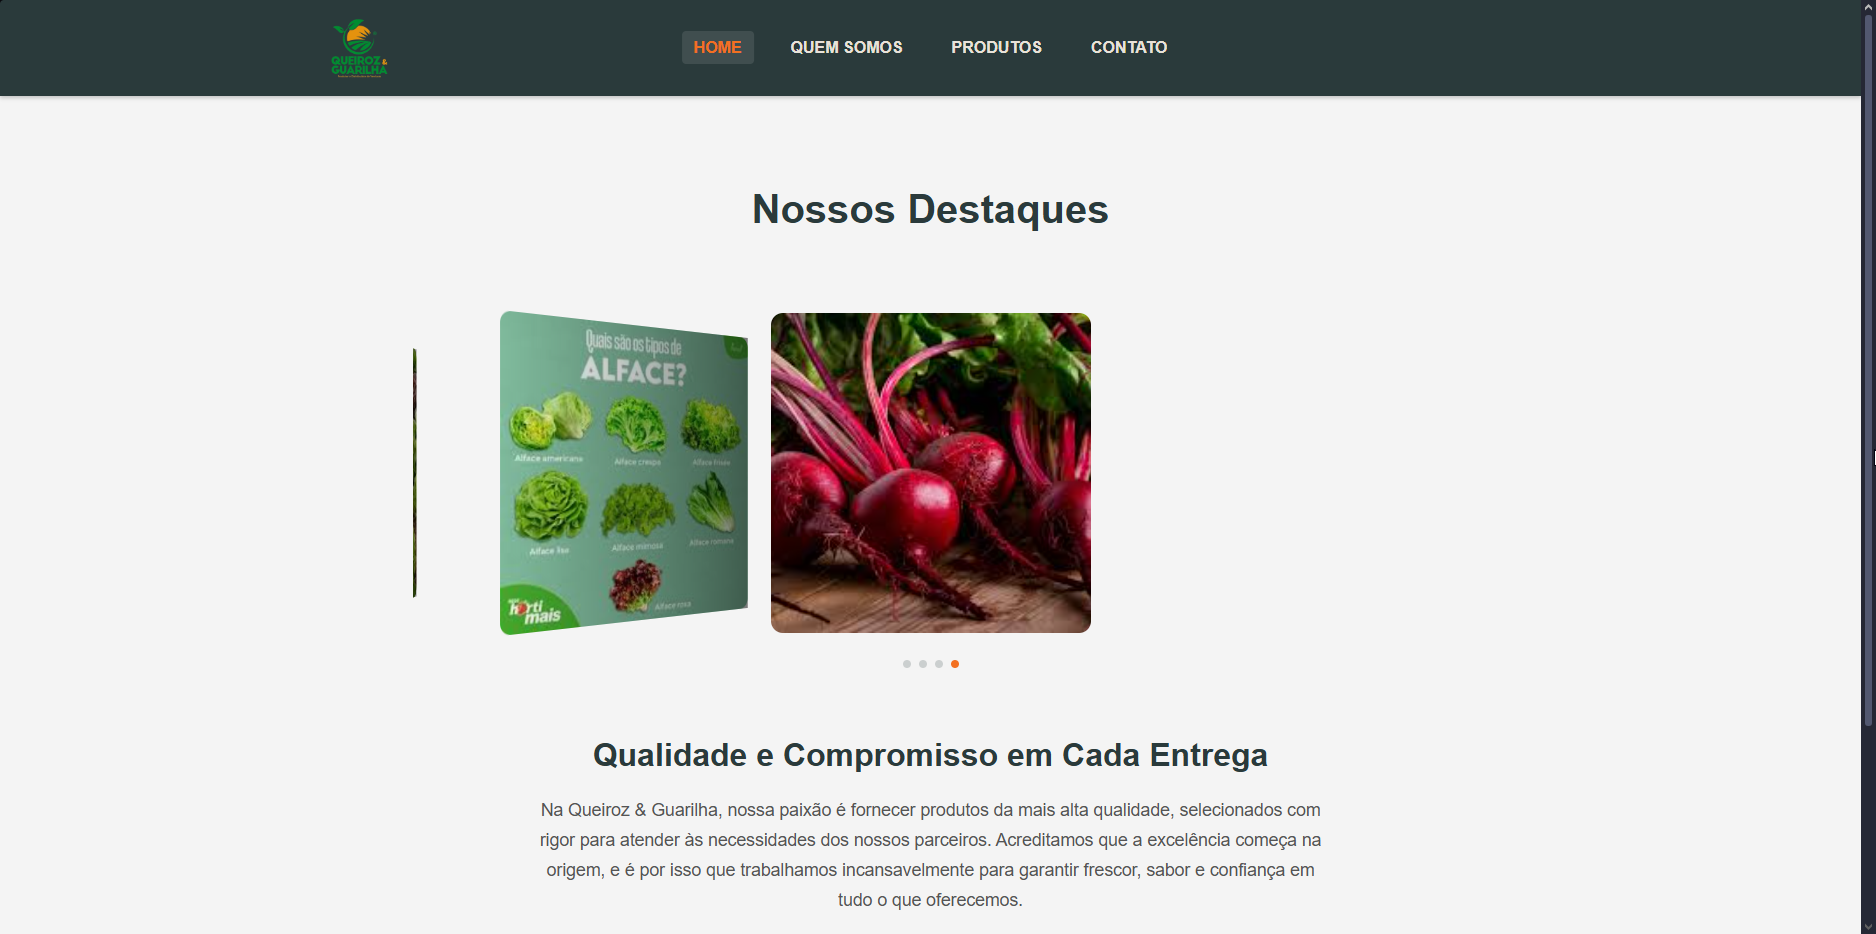 HOME
QUEM SOMOS
PRODUTOS
CONTATO
QUEIROZ &
GUARILHA
Nossos Destaques
Quais são os tipos de
ALFACE?
Alface americana
Alface crespa
Alface frisée
Alface lisa
Alface mimosa
Alface romana
Alface roxa
horti
mais
Qualidade e Compromisso em Cada Entrega
Na Queiroz & Guarilha, nossa paixão é fornecer produtos da mais alta qualidade, selecionados com
rigor para atender às necessidades dos nossos parceiros. Acreditamos que a excelência começa na
origem, e é por isso que trabalhamos incansavelmente para garantir frescor, sabor e confiança em
tudo o que oferecemos.